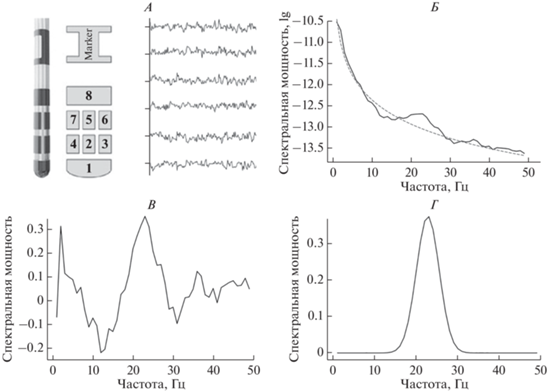 А
Marker
8
7 5 6
4 2 3
1
Б
Спектральная мощность, lg
−10.5
−11.0
−11.5
−12.0
−12.5
−13.0
−13.5
0 10 20 30 40 50
Частота, Гц
В
Спектральная мощность
0.3
0.2
0.1
0
−0.1
−0.2
0 10 20 30 40 50
Частота, Гц
Г
Спектральная мощность
0.3
0.2
0.1
0
0 10 20 30 40 50
Частота, Гц